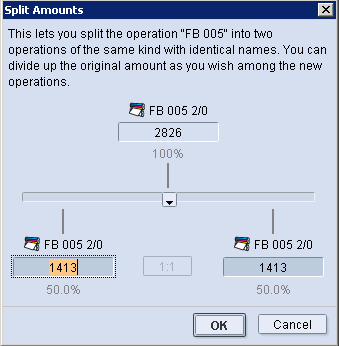 Split Amounts
This lets you split the operation "FB 005" into two
operations of the same kind with identical names. You can
divide up the original amount as you wish among the new
operations.
FB 005 2/0
2826
100%
FB 005 2/0
FB 005 2/0
1413
1:1
1413
50.0%
50.0%
OK
Cancel